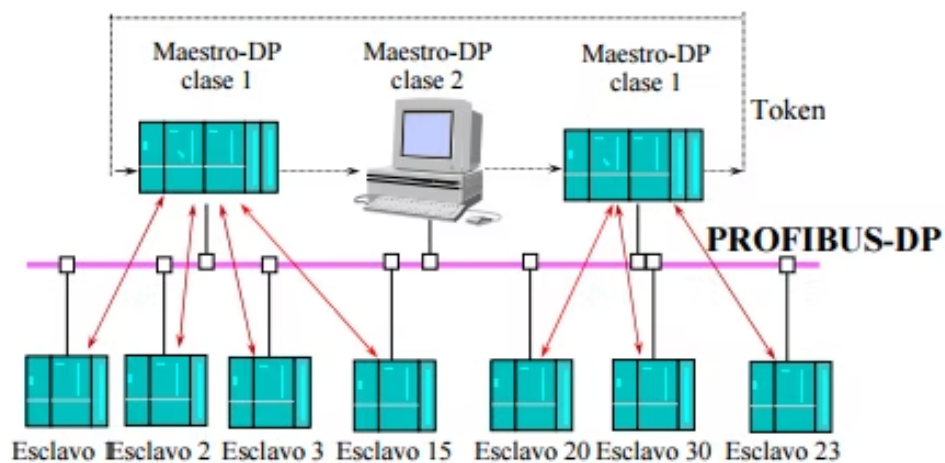 Maestro-DP
clase 1
Maestro-DP
clase 2
Maestro-DP
clase 1
Token
PROFIBUS-DP
Esclavo 1
Esclavo 2
Esclavo 3
Esclavo 15
Esclavo 20
Esclavo 30
Esclavo 23